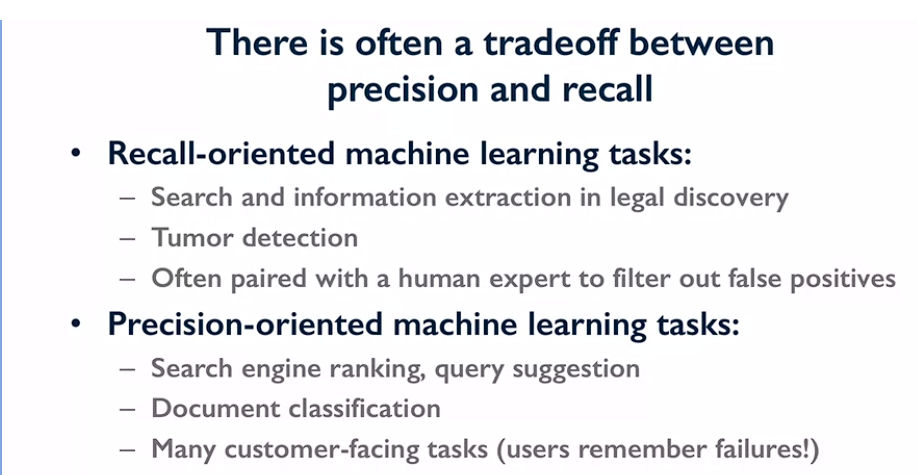 There is often a tradeoff between
precision and recall
• Recall-oriented machine learning tasks:
– Search and information extraction in legal discovery
– Tumor detection
– Often paired with a human expert to filter out false positives
• Precision-oriented machine learning tasks:
– Search engine ranking, query suggestion
– Document classification
– Many customer-facing tasks (users remember failures!)